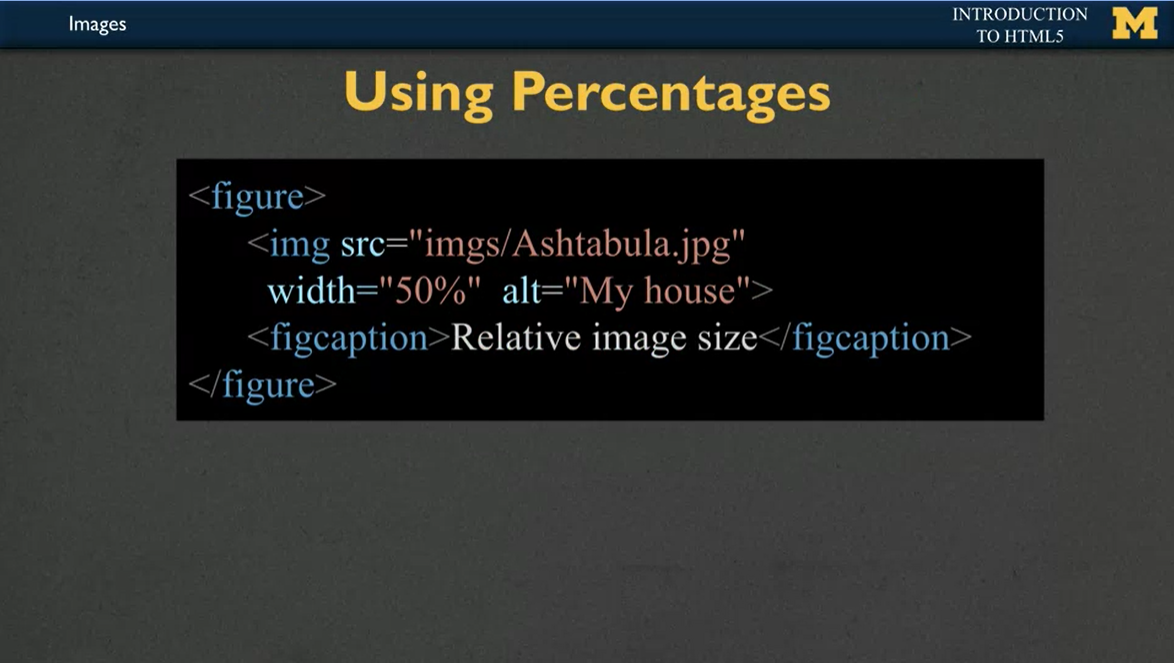 Images
INTRODUCTION
TO HTML5
M
Using Percentages
<figure>
<img src="imgs/Ashtabula.jpg"
width="50%" alt="My house">
<figcaption>Relative image size</figcaption>
</figure>